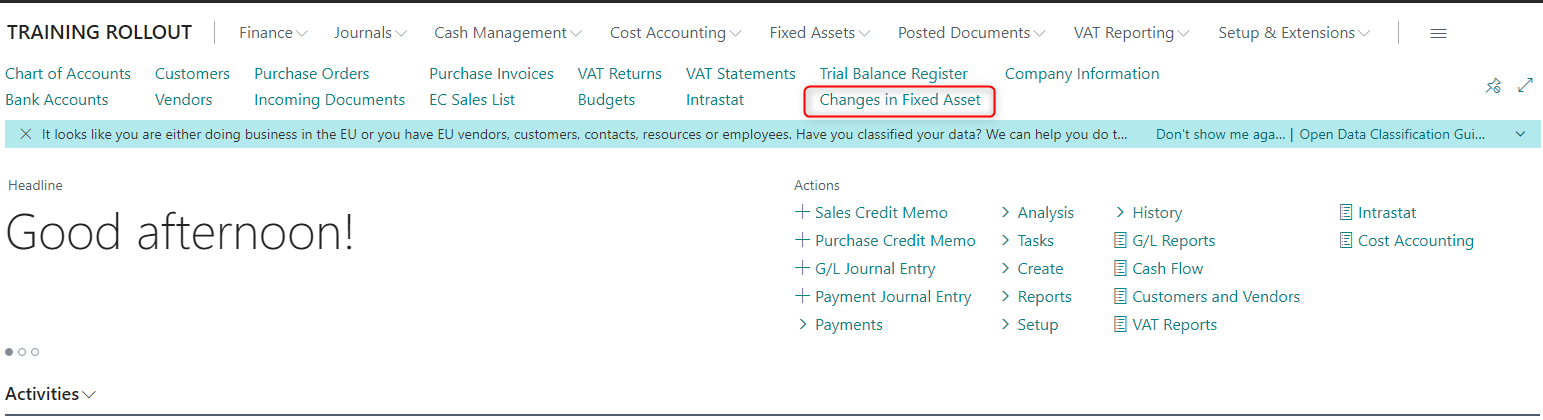 TRAINING ROLLOUT Finance Journals Cash Management Cost Accounting Fixed Assets Posted Documents VAT Reporting Setup & Extensions
Chart of Accounts Customers Purchase Orders Purchase Invoices VAT Returns VAT Statements Trial Balance Register Company Information
Bank Accounts Vendors Incoming Documents EC Sales List Budgets Intrastat Changes in Fixed Asset
It looks like you are either doing business in the EU or you have EU vendors, customers, contacts, resources or employees. Have you classified your data? We can help you do t... Don't show me aga... | Open Data Classification Gui...
Headline
Good afternoon!
Actions
Sales Credit Memo Analysis History Intrastat
Purchase Credit Memo Tasks G/L Reports Cost Accounting
G/L Journal Entry Create Cash Flow
Payment Journal Entry Reports Customers and Vendors
Payments Setup VAT Reports
Activities